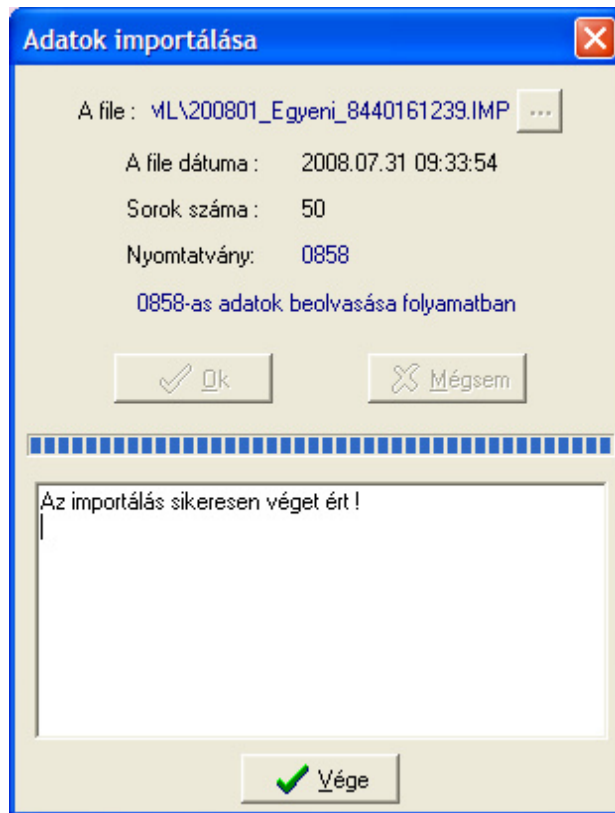 Adatok importálása
A file : ML\200801_Egyeni_8440161239.IMP ...
A file dátuma : 2008.07.31 09:33:54
Sorok száma : 50
Nyomtatvány: 0858
0858-as adatok beolvasása folyamatban
Ok Mégsem
Az importálás sikeresen véget ért !
Vége